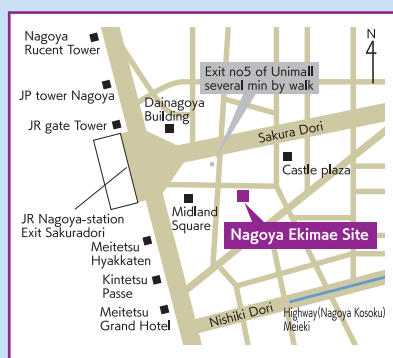 Nagoya
Rucent Tower
N
JP tower Nagoya
Exit no5 of Unimall
several min by walk
Dainagoya
Building
JR gate Tower
Sakura Dori
Castle plaza
JR Nagoya-station
Exit Sakuradori
Midland
Square
Nagoya Ekimae Site
Meitetsu
Hyakkaten
Kintetsu
Passe
Meitetsu
Grand Hotel
Nishiki Dori
Highway(Nagoya Kosoku)
Meieki